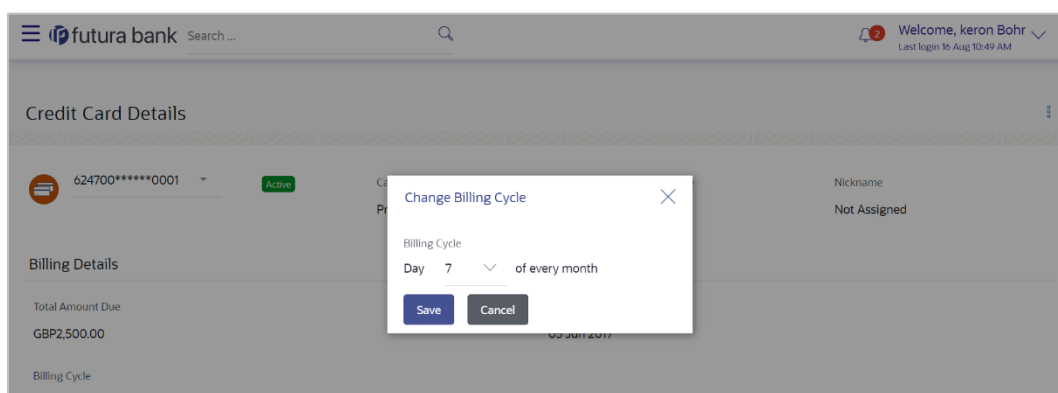 futura bank Search ... 2 Welcome, keron Bohr
Last login 16 Aug 10:49 AM
Credit Card Details
624700******0001 Active
Nickname
Not Assigned
Change Billing Cycle
Billing Cycle
Day 7 of every month
Save Cancel
Billing Details
Total Amount Due
GBP2,500.00
Billing Cycle